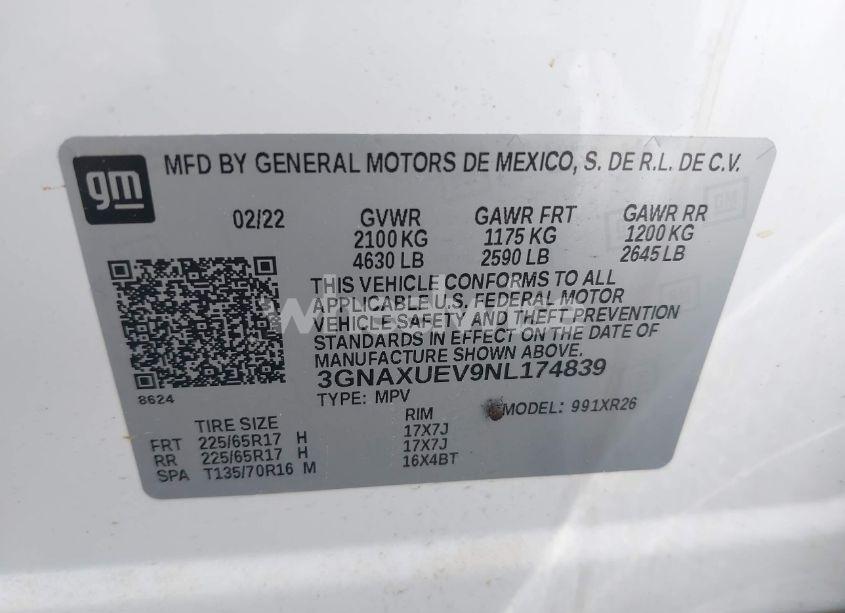 gm
MFD BY GENERAL MOTORS DE MEXICO, S. DE R.L. DE C.V.
02/22 GVWR GAWR FRT GAWR RR
2100 KG 1175 KG 1200 KG
4630 LB 2590 LB 2645 LB
THIS VEHICLE CONFORMS TO ALL
APPLICABLE U.S. FEDERAL MOTOR
VEHICLE SAFETY AND THEFT PREVENTION
STANDARDS IN EFFECT ON THE DATE OF
MANUFACTURE SHOWN ABOVE.
3GNAXUEV9NL174839
8624
TYPE: MPV MODEL: 991XR26
TIRE SIZE RIM
FRT 225/65R17 H 17X7J
RR 225/65R17 H 17X7J
SPA T135/70R16 M 16X4BT